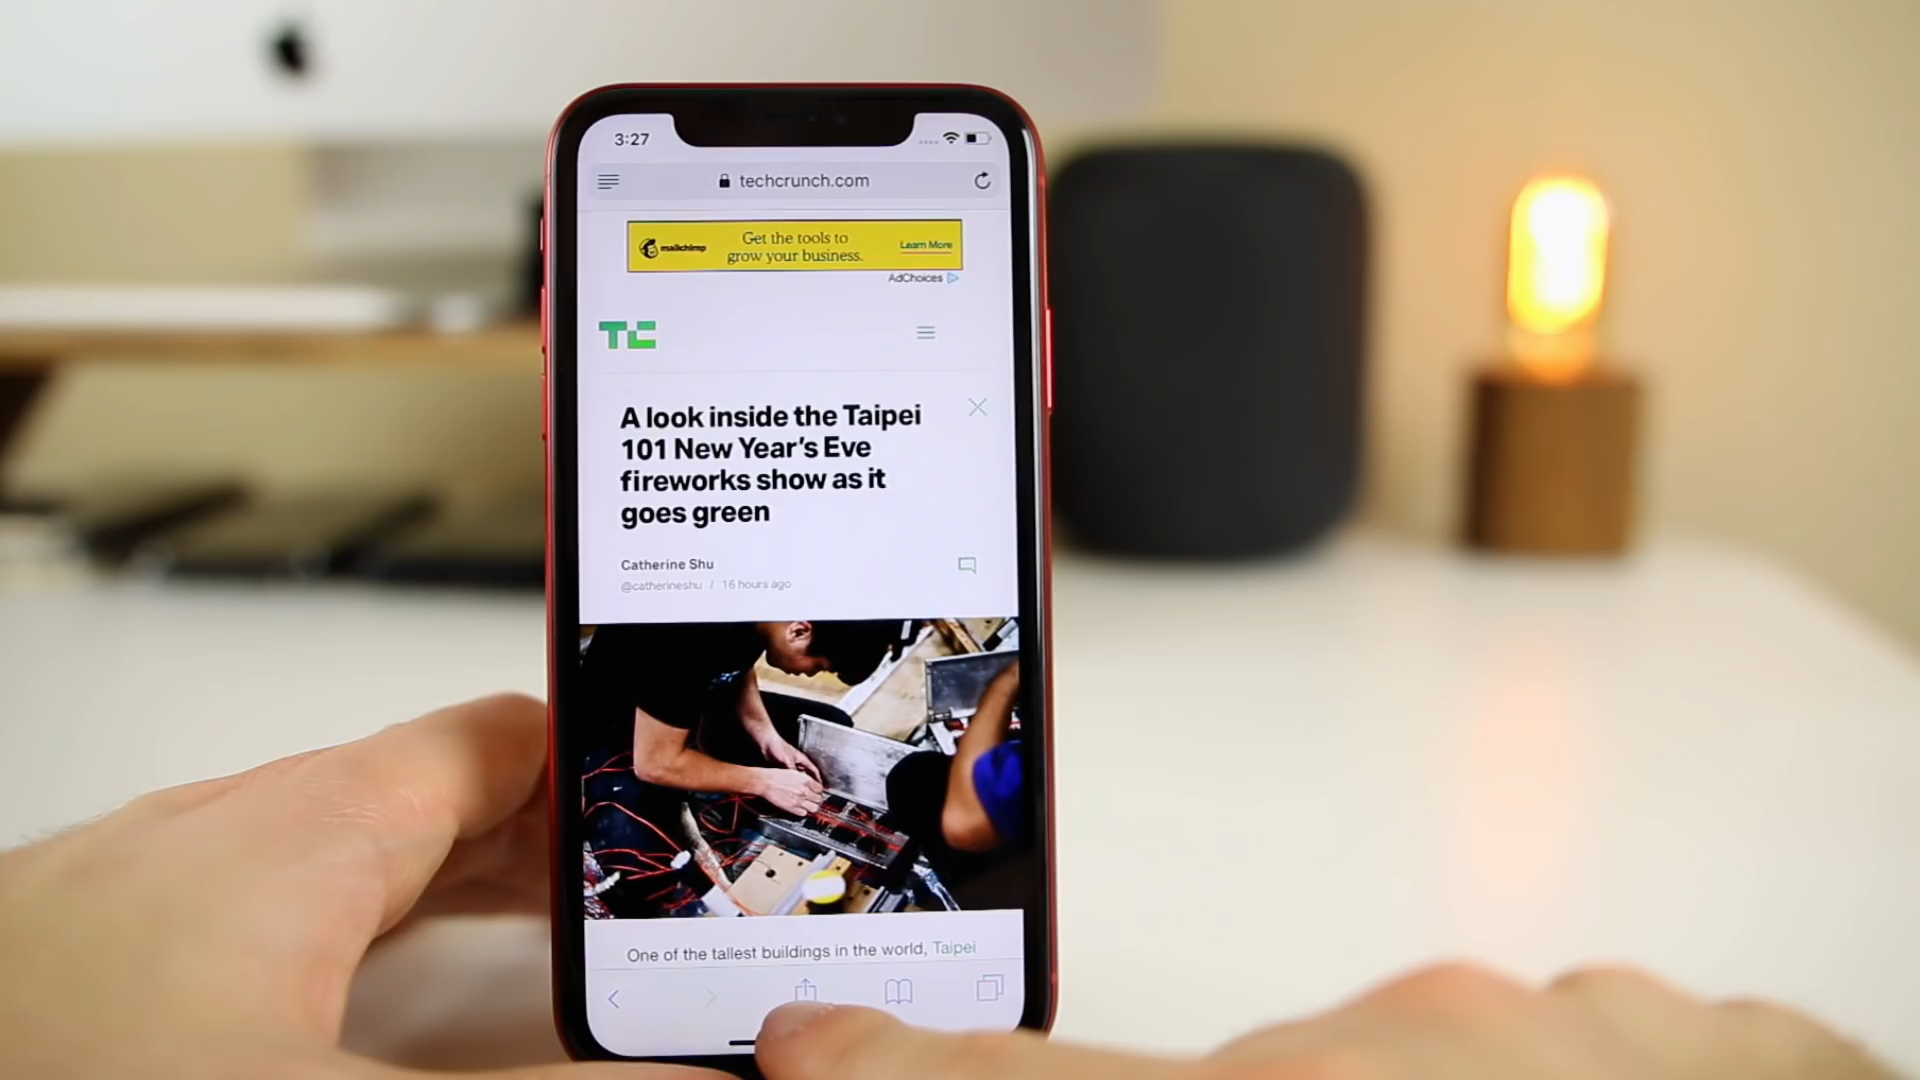 3:27
techcrunch.com
mailchimp
Get the tools to
grow your business.
Learn More
AdChoices
TC
A look inside the Taipei
101 New Year's Eve
fireworks show as it
goes green
Catherine Shu
@catherineshu / 16 hours ago
One of the tallest buildings in the world, Taipei